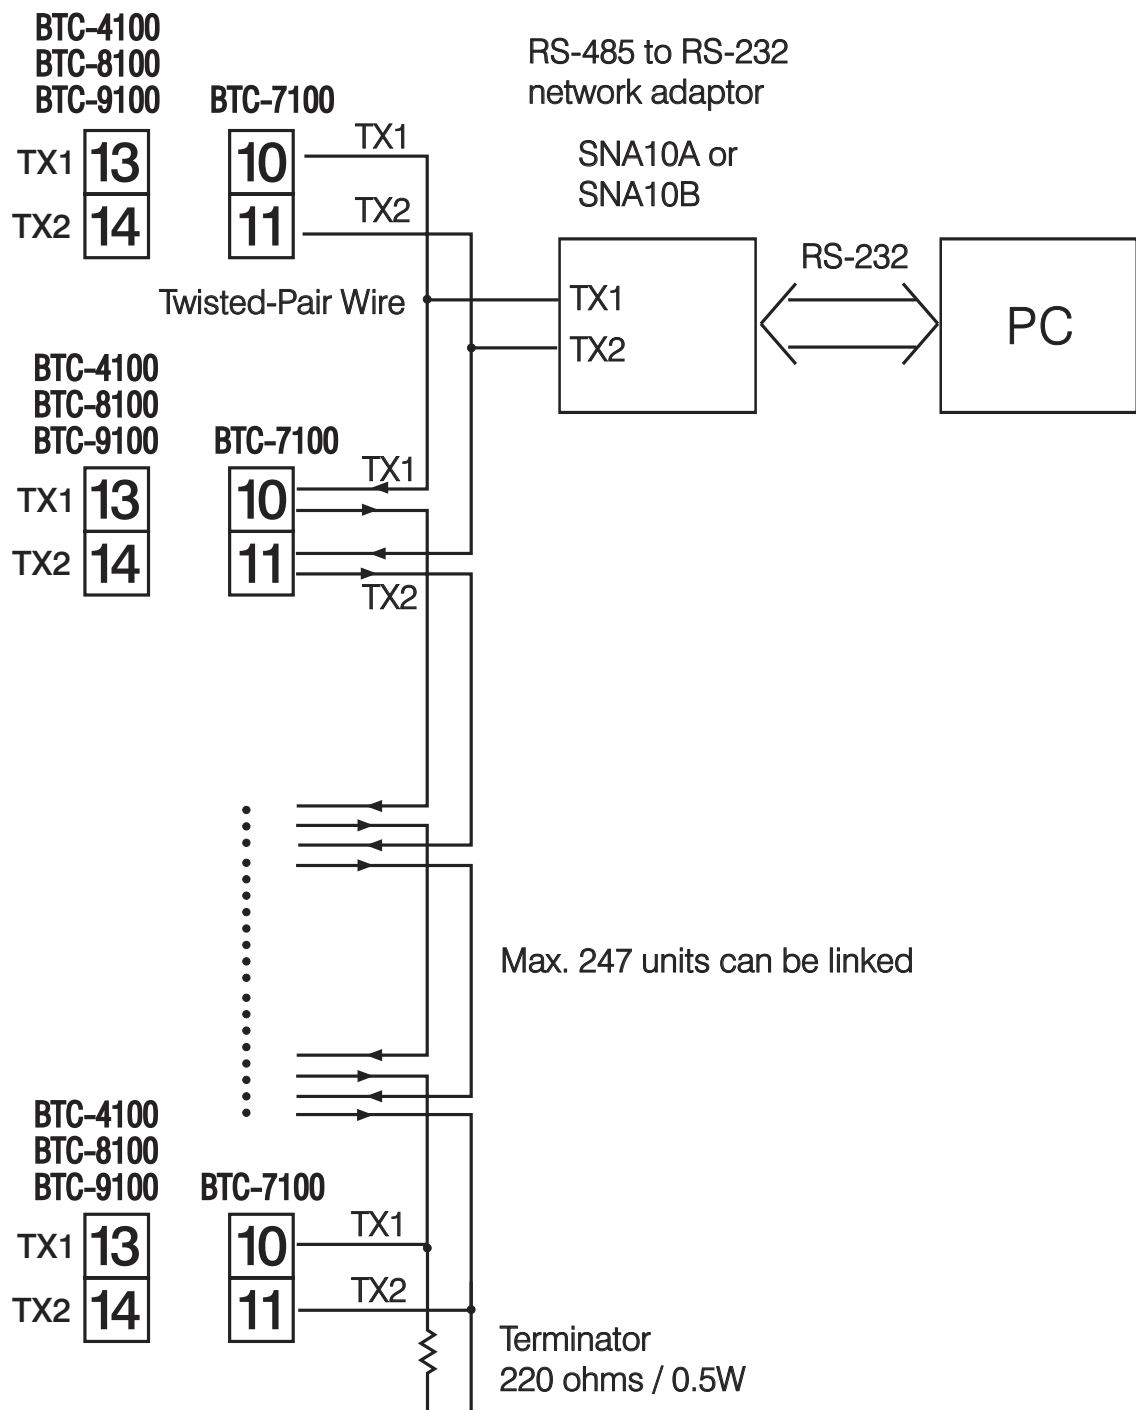 BTC-4100
BTC-8100
BTC-9100
BTC-7100
TX1
13
10
TX1
TX2
14
11
TX2
RS-485 to RS-232
network adaptor
SNA10A or
SNA10B
TX1
TX2
RS-232
PC
Twisted-Pair Wire
BTC-4100
BTC-8100
BTC-9100
BTC-7100
TX1
13
10
TX1
TX2
14
11
TX2
Max. 247 units can be linked
BTC-4100
BTC-8100
BTC-9100
BTC-7100
TX1
13
10
TX1
TX2
14
11
TX2
Terminator
220 ohms / 0.5W